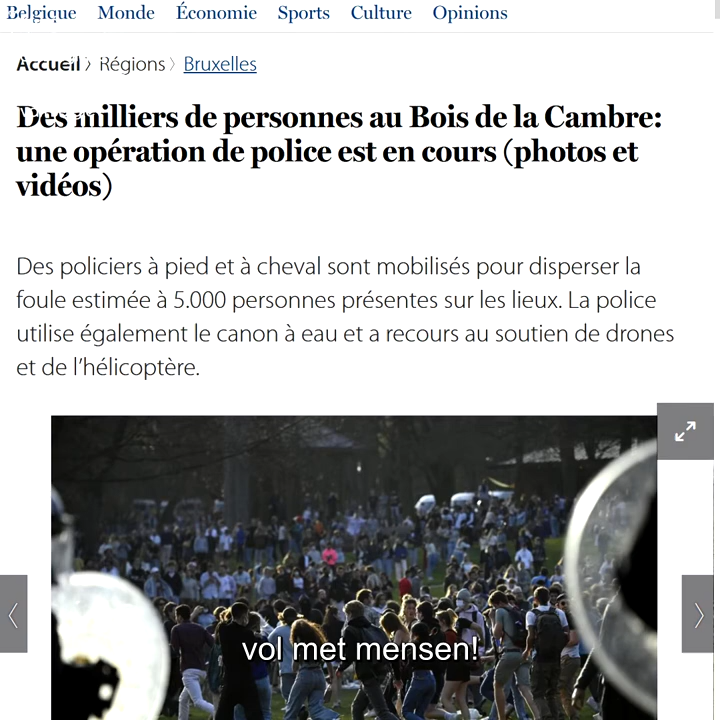 Belgique Monde Économie Sports Culture Opinions
Accueil › Régions › Bruxelles
Des milliers de personnes au Bois de la Cambre:
une opération de police est en cours (photos et
vidéos)
Des policiers à pied et à cheval sont mobilisés pour disperser la
foule estimée à 5.000 personnes présentes sur les lieux. La police
utilise également le canon à eau et a recours au soutien de drones
et de l’hélicoptère.
vol met mensen!